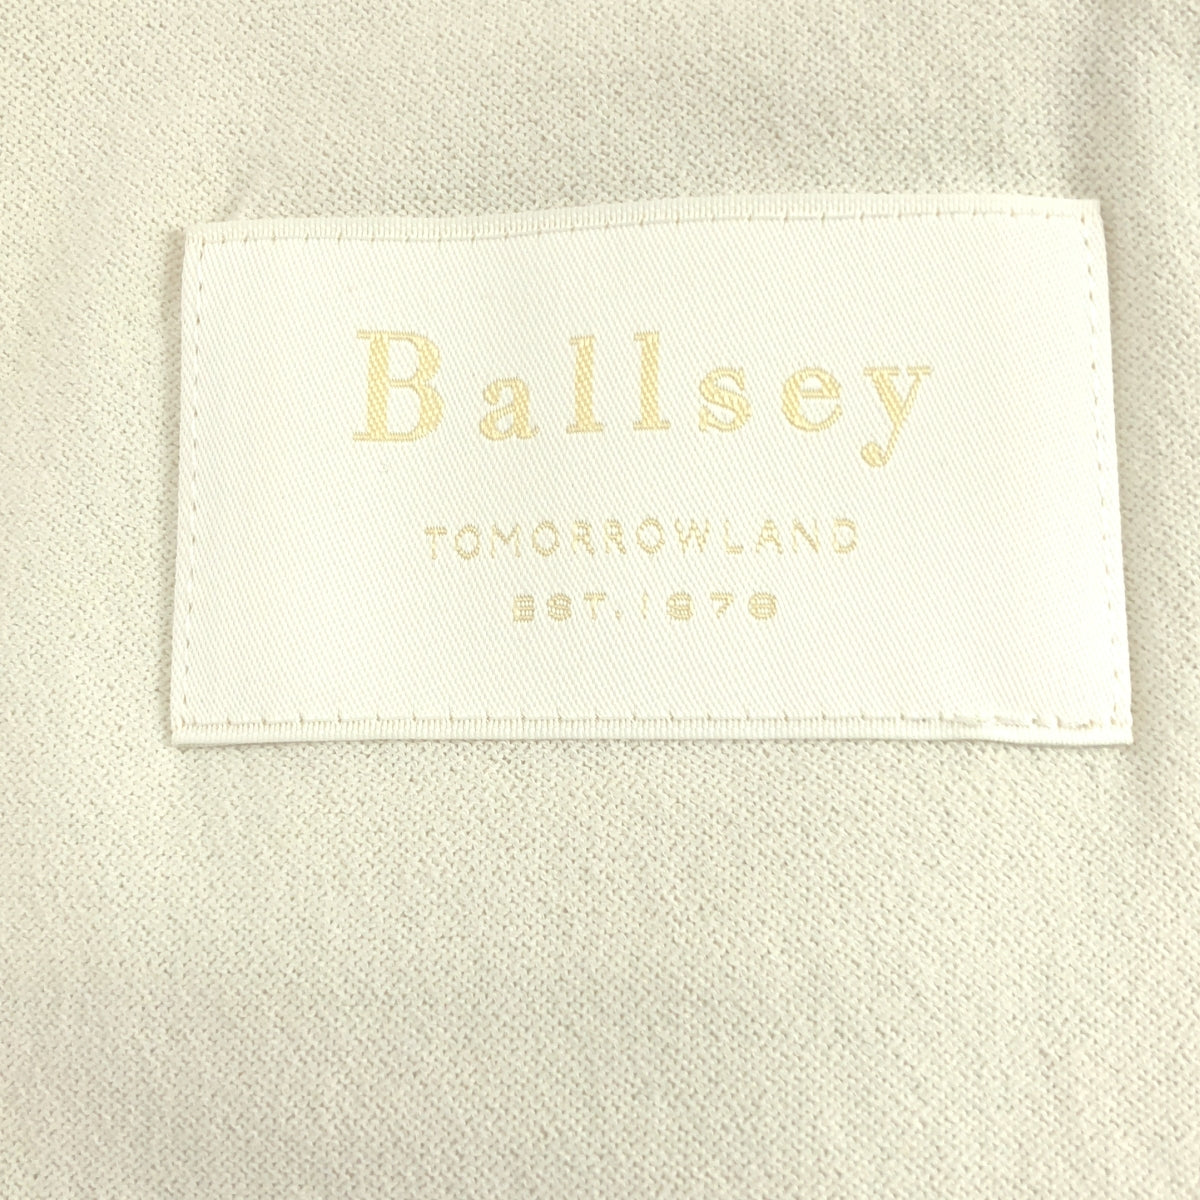 Ballsey
TOMORROWLAND
EST. 1978